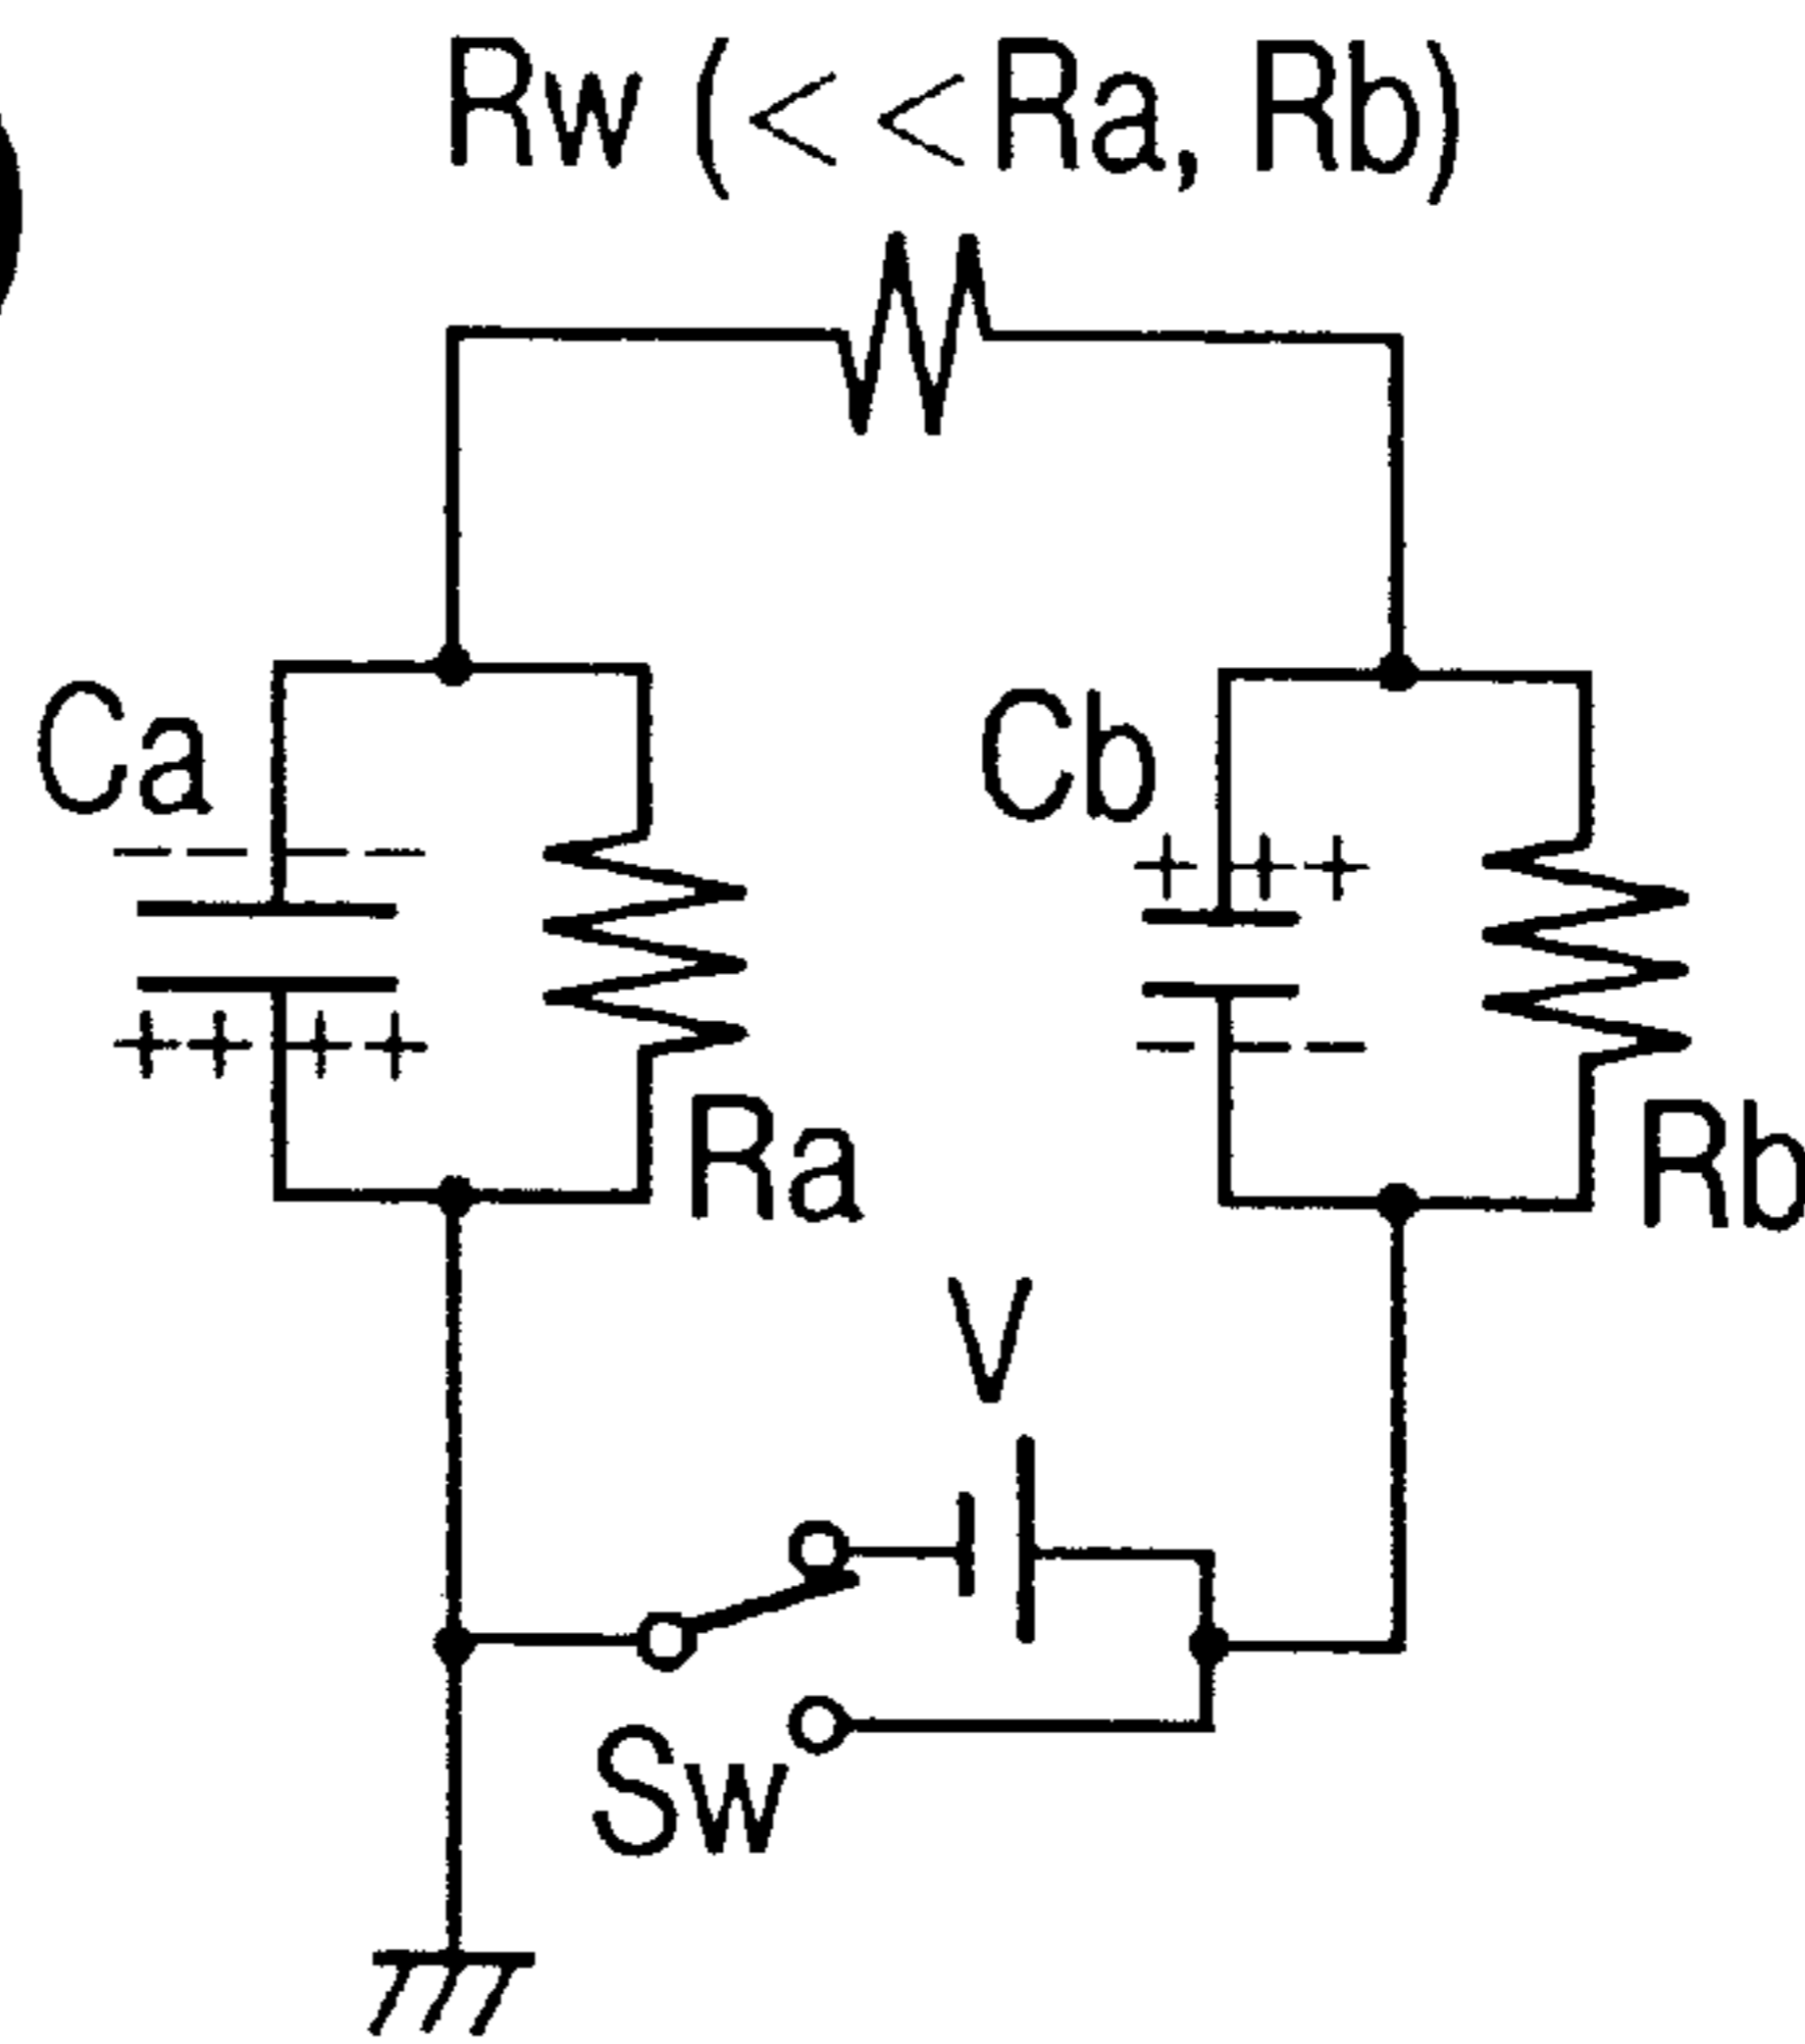 Rw (<<Ra, Rb)
Ca
Cb
- - - -
+ + +
+ + + +
- - -
Ra
Rb
V
Sw